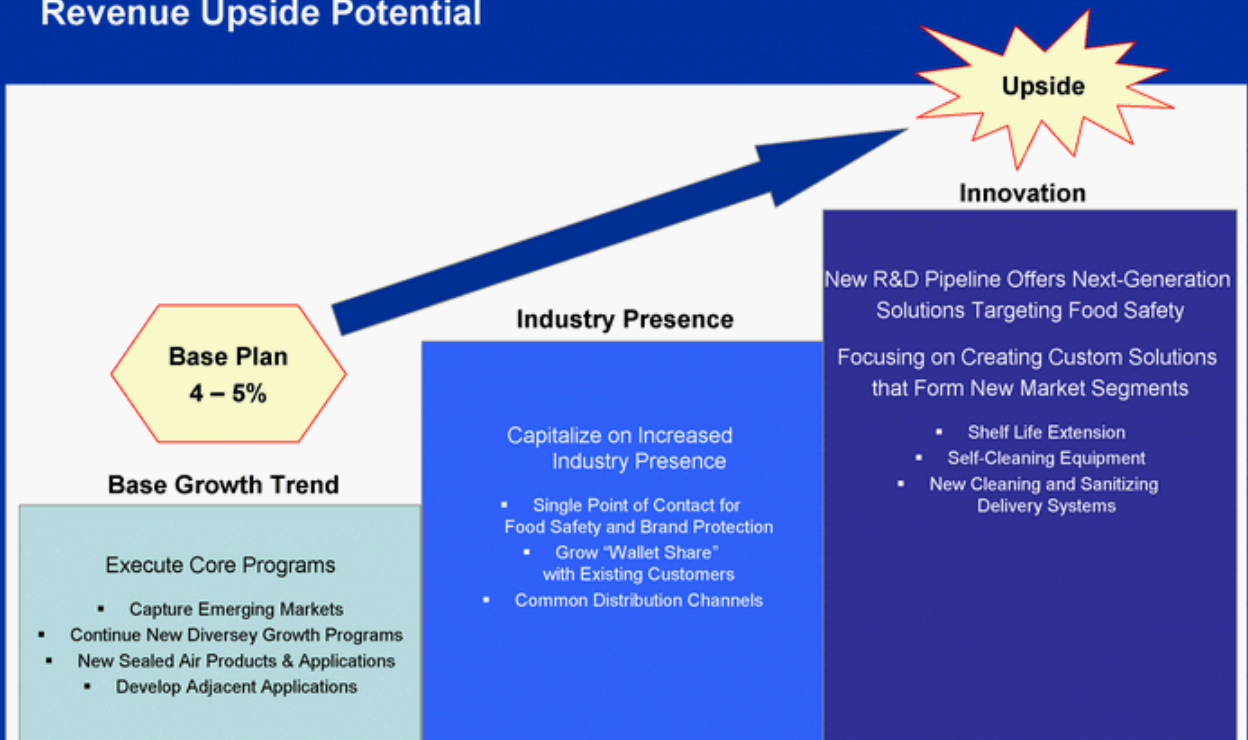 Revenue Upside Potential
Upside
Innovation
New R&D Pipeline Offers Next-Generation
Solutions Targeting Food Safety
Focusing on Creating Custom Solutions
that Form New Market Segments
▪ Shelf Life Extension
▪ Self-Cleaning Equipment
▪ New Cleaning and Sanitizing
Delivery Systems
Industry Presence
Capitalize on Increased
Industry Presence
▪ Single Point of Contact for
Food Safety and Brand Protection
▪ Grow “Wallet Share”
with Existing Customers
▪ Common Distribution Channels
Base Plan
4 – 5%
Base Growth Trend
Execute Core Programs
▪ Capture Emerging Markets
▪ Continue New Diversey Growth Programs
▪ New Sealed Air Products & Applications
▪ Develop Adjacent Applications